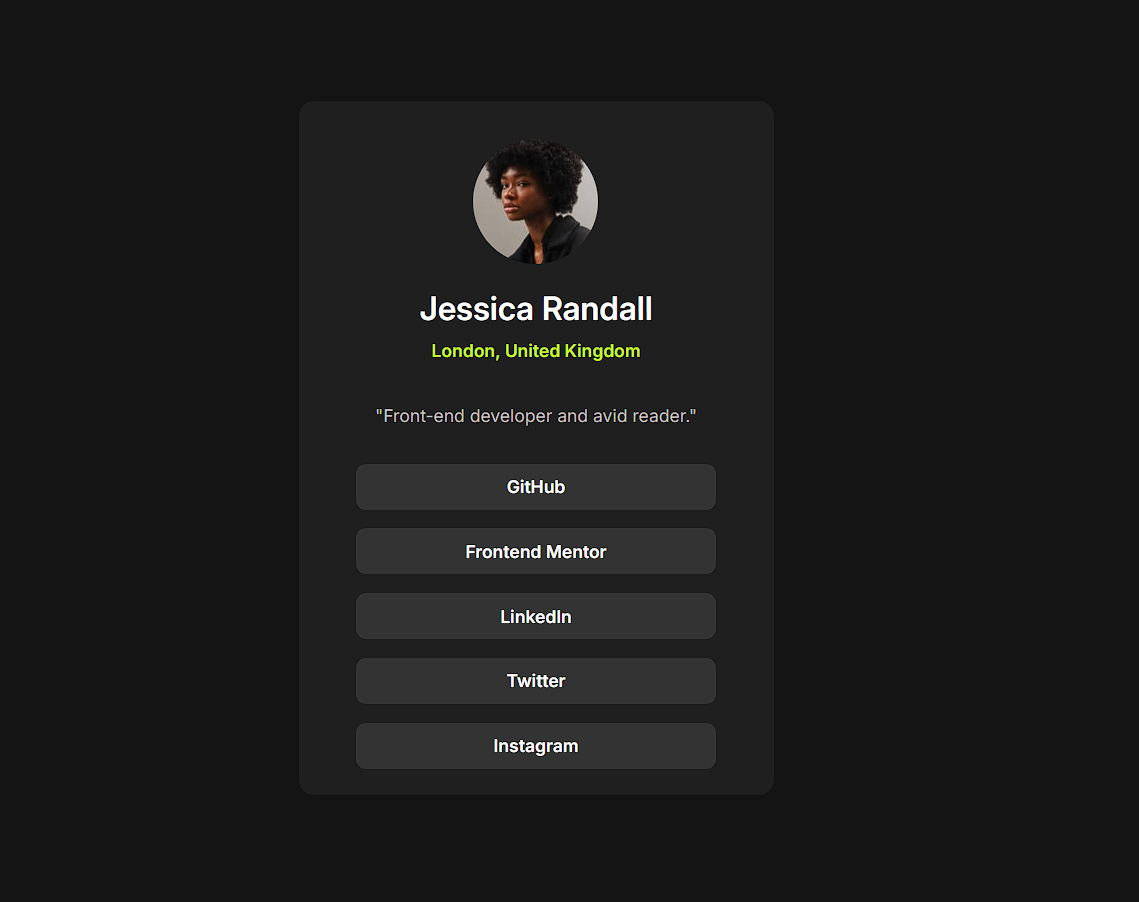 Jessica Randall
London, United Kingdom
"Front-end developer and avid reader."
GitHub
Frontend Mentor
LinkedIn
Twitter
Instagram